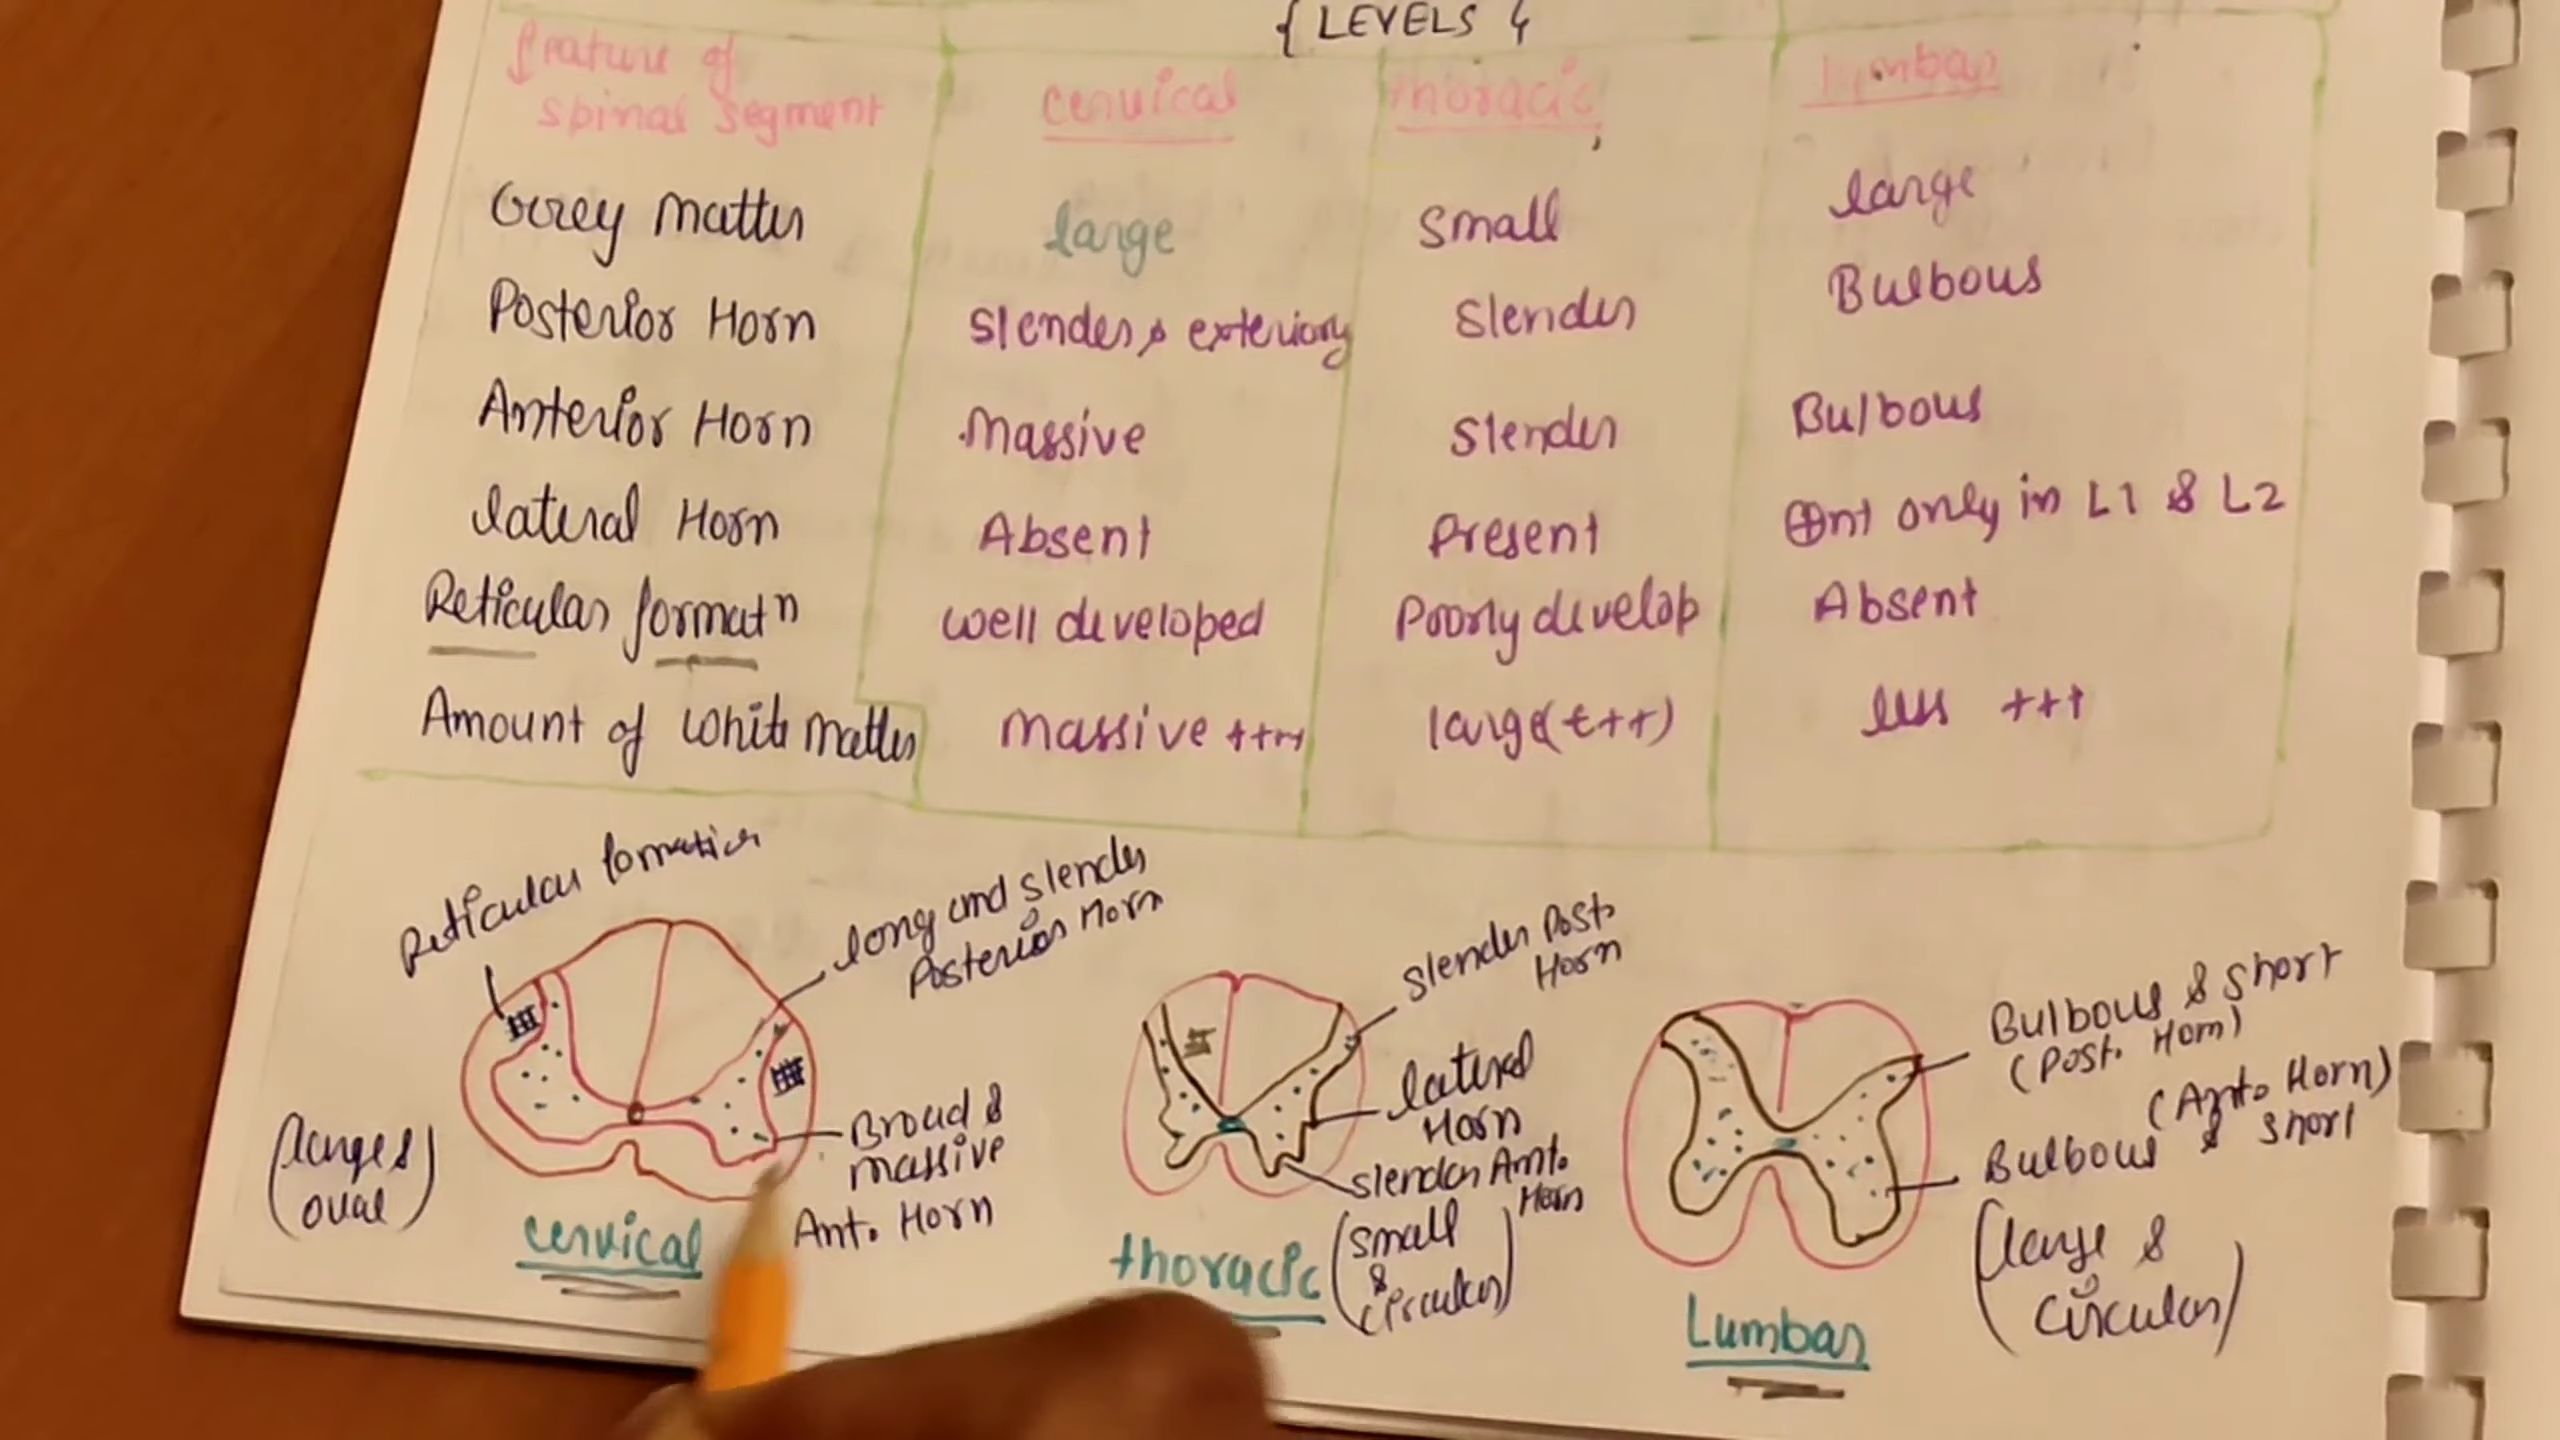 { LEVELS }
feature of
spinal segment
cervical
thoracic
lumbar
Grey matter
large
small
large
Posterior Horn
Slender & exteriorly
Slender
Bulbous
Anterior Horn
Massive
Slender
Bulbous
lateral Horn
Absent
Present
⊕nt only in L1 & L2
Reticular formatn
well developed
Poorly develop
Absent
Amount of white matter
Massive +++
large(+++)
less +++
Reticular formation
long and slender
Posterior Horn
Broad &
massive
Ant. Horn
(large &
oval)
cervical
slender Post.
Horn
lateral
Horn
slender Ant.
Horn
(small
&
circular)
thoracic
Bulbous & short
(Post. Horn)
(Ant. Horn)
Bulbous & short
(large &
circular)
Lumbar